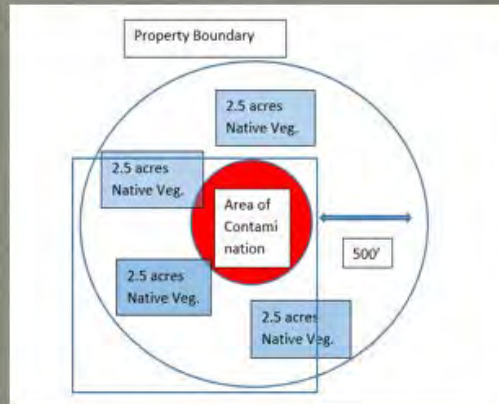 Property Boundary
2.5 acres
Native Veg.
2.5 acres
Native Veg.
Area of
Contami
nation
500'
2.5 acres
Native Veg.
2.5 acres
Native Veg.